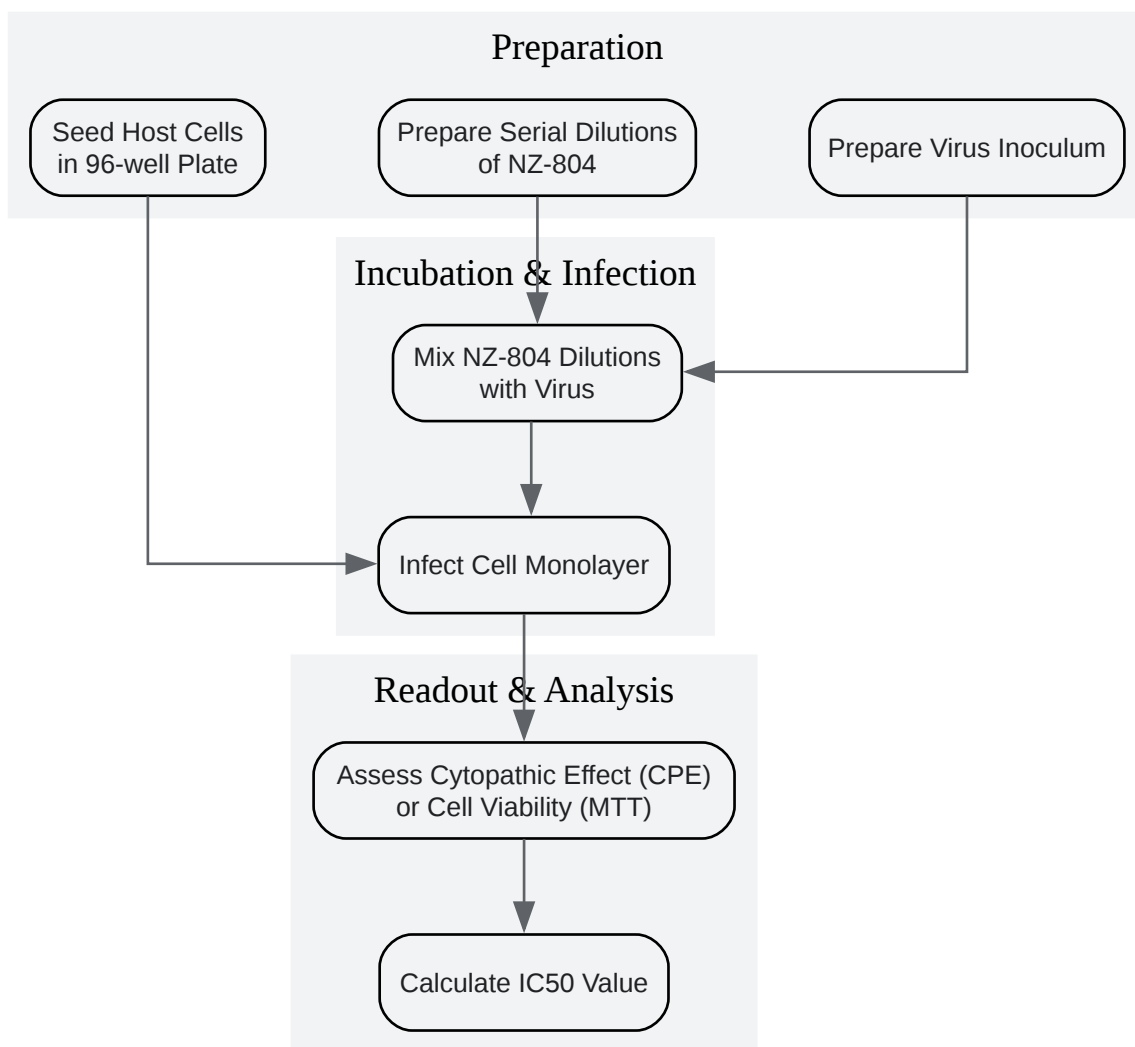 Preparation
Seed Host Cells
in 96-well Plate
Prepare Serial Dilutions
of NZ-804
Prepare Virus Inoculum
Incubation & Infection
Mix NZ-804 Dilutions
with Virus
Infect Cell Monolayer
Readout & Analysis
Assess Cytopathic Effect (CPE)
or Cell Viability (MTT)
Calculate IC50 Value